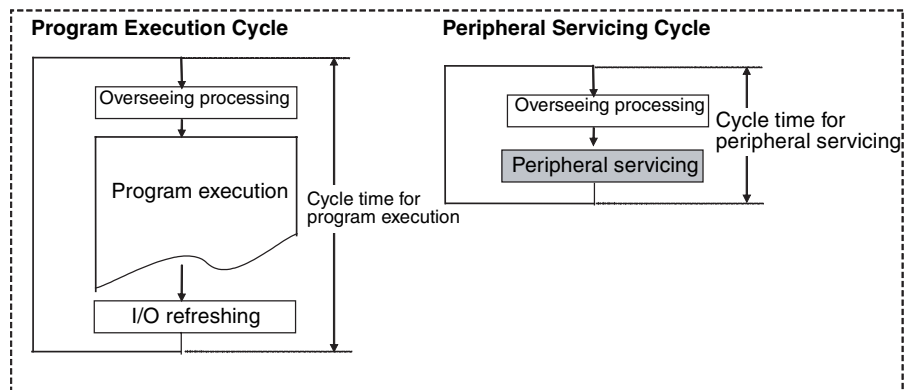 Program Execution Cycle
Overseeing processing
Program execution
I/O refreshing
Cycle time for
program execution
Peripheral Servicing Cycle
Overseeing processing
Peripheral servicing
Cycle time for
peripheral servicing